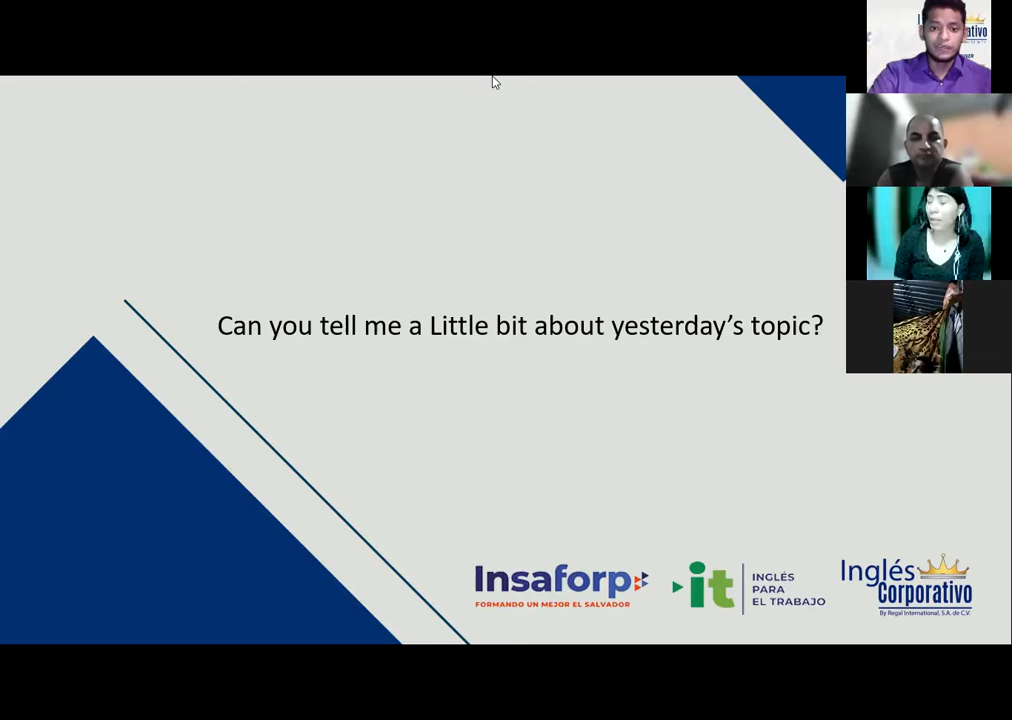 ativo
Can you tell me a Little bit about yesterday's topic?
Insaforp
FORMANDO UN MEJOR EL SALVADOR
it
INGLÉS
PARA
EL TRABAJO
Inglés
Corporativo
By Regal International, S.A. de C.V.